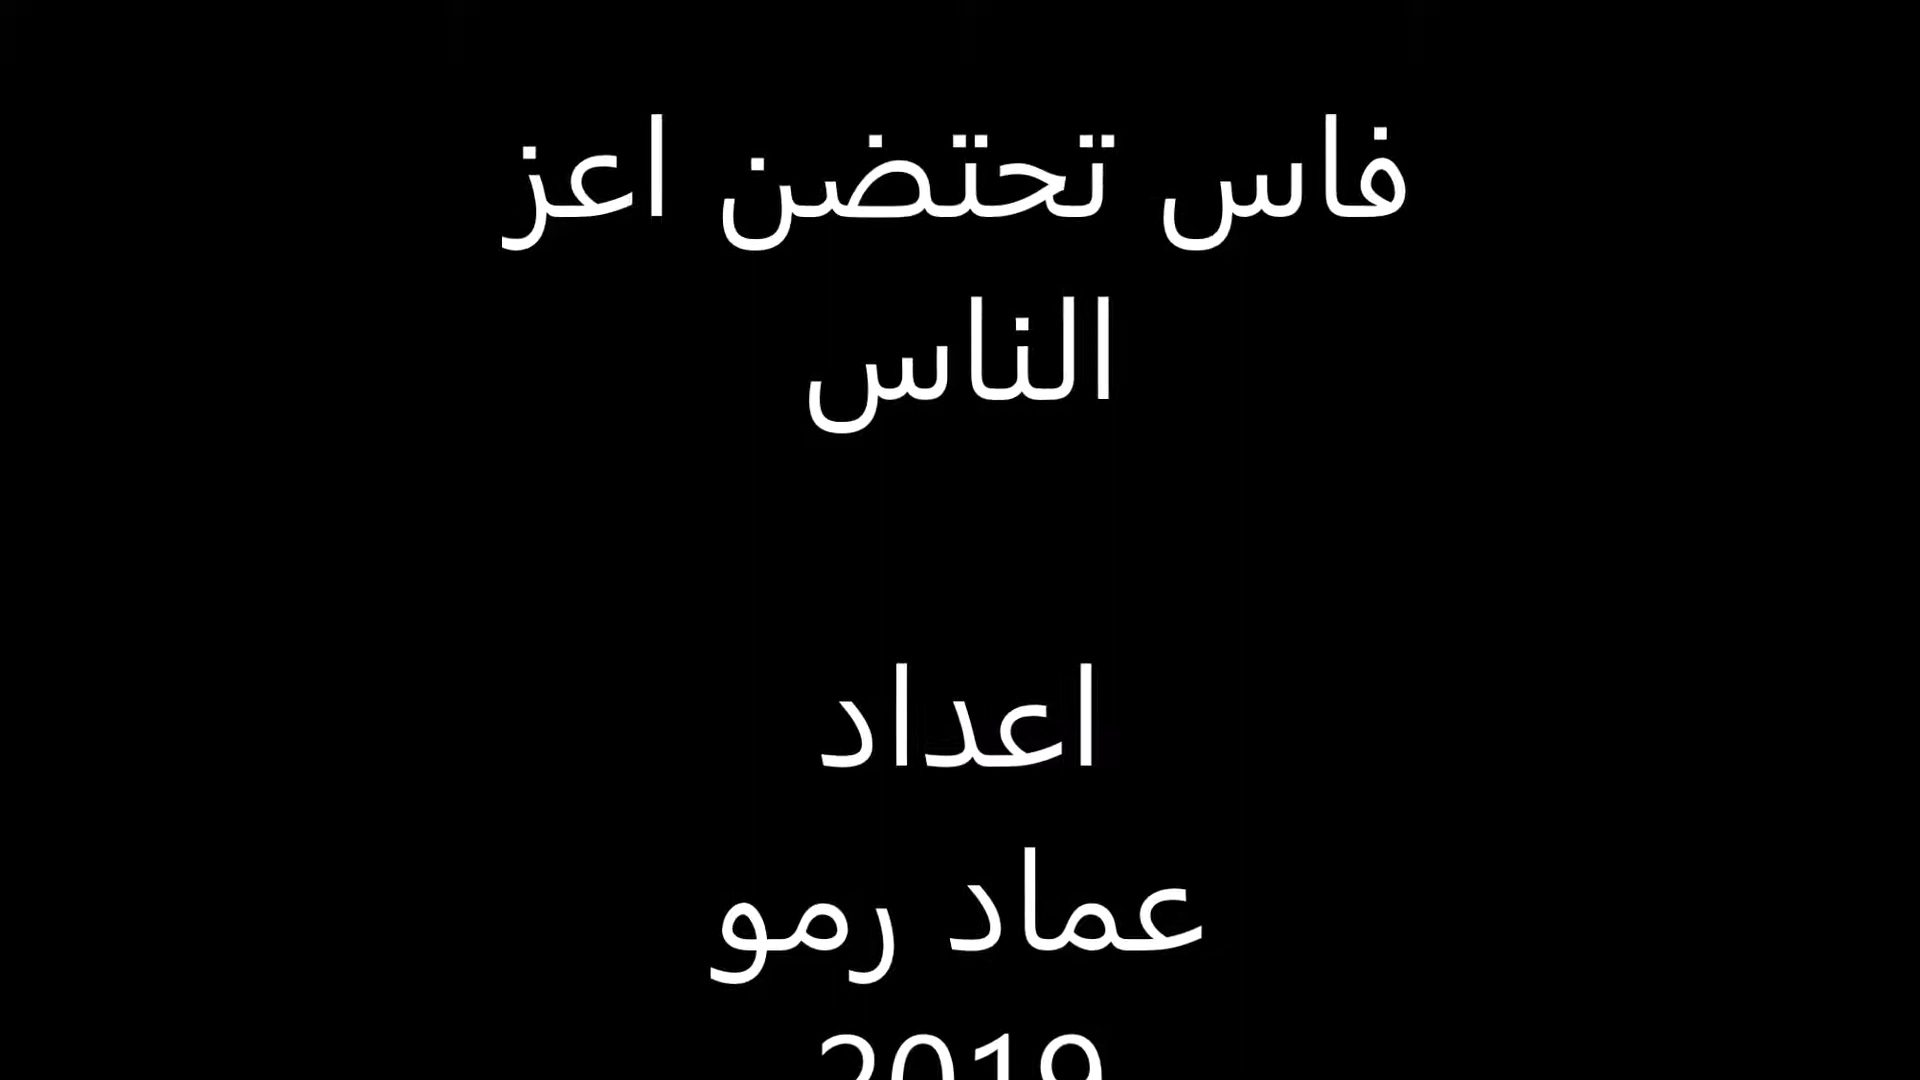 فاس تحتضن اعز
الناس
اعداد
عماد رمو
2019